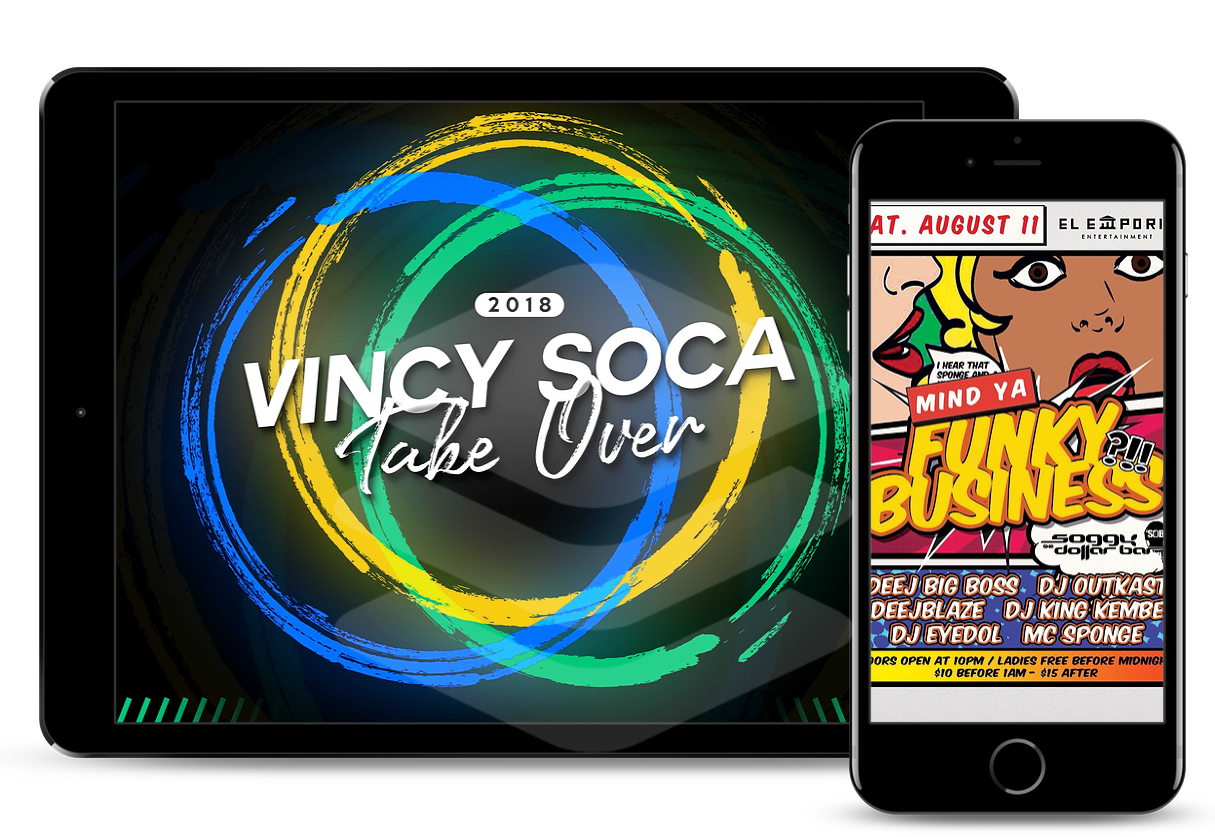 2018
VINCY SOCA
Take Over
AT. AUGUST 11
EL EMPORI
ENTERTAINMENT
I HEAR THAT
SPONGE AND
MIND YA
FUNKY
?!!
BUSINESS
SOGGY
dollar bar
DEEJ BIG BOSS DJ OUTKAST
DEEJBLAZE DJ KING KEMBE
DJ EYEDOL MC SPONGE
OORS OPEN AT 10PM / LADIES FREE BEFORE MIDNIGH
$10 BEFORE 1AM - $15 AFTER